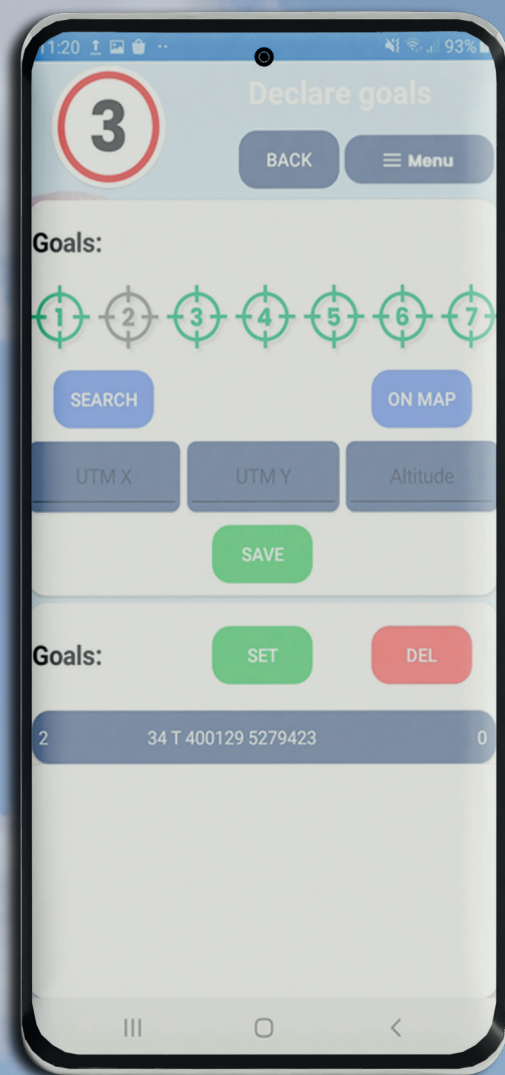 11:20 93%
3
Declare goals
BACK
Menu
Goals:
1 2 3 4 5 6 7
SEARCH ON MAP
UTM X UTM Y Altitude
SAVE
Goals: SET DEL
2 34 T 400129 5279423 0